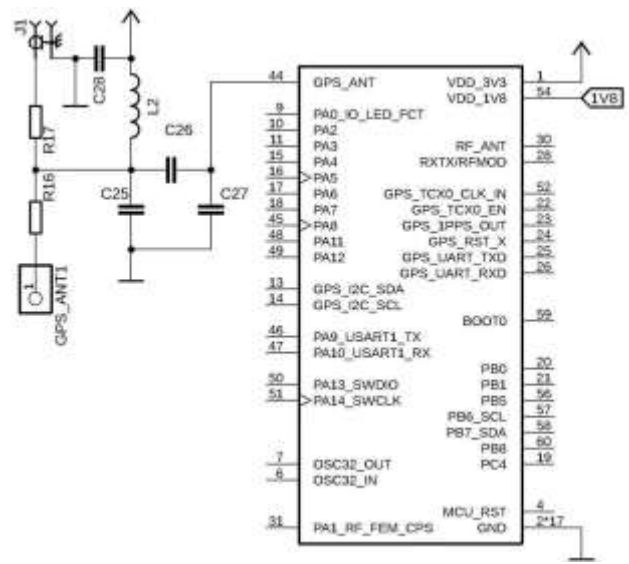 J1
C28
L2
R17
C26
R16
C25
C27
1
GPS_ANT1
44 GPS_ANT
9 PA0_IO_LED_FCT
10 PA2
11 PA3
15 PA4
16 PA5
17 PA6
18 PA7
45 PA8
48 PA11
49 PA12
13 GPS_I2C_SDA
14 GPS_I2C_SCL
46 PA9_USART1_TX
47 PA10_USART1_RX
50 PA13_SWDIO
51 PA14_SWCLK
7 OSC32_OUT
6 OSC32_IN
31 PA1_RF_FEM_CPS
VDD_3V3 1
VDD_1V8 54
1V8
RF_ANT 30
RXTX/RFMOD 28
GPS_TCX0_CLK_IN 52
GPS_TCX0_EN 22
GPS_1PPS_OUT 23
GPS_RST_X 24
GPS_UART_TXD 25
GPS_UART_RXD 26
BOOT0 59
PB0 20
PB1 21
PB5 56
PB6_SCL 57
PB7_SDA 58
PB8 60
PC4 19
MCU_RST 4
GND 2*17